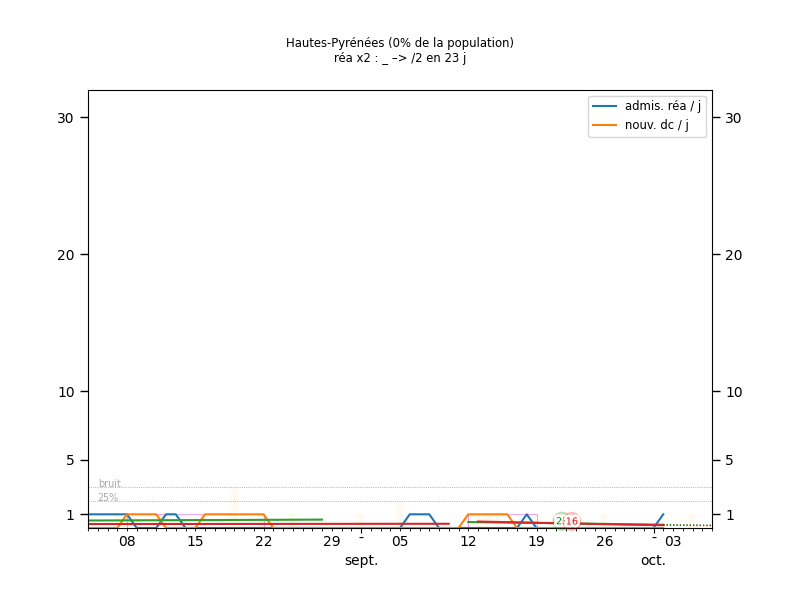 Hautes-Pyrénées (0% de la population)
réa x2 : _ –> /2 en 23 j
admis. réa / j
nouv. dc / j
30 30
20 20
10 10
5 5
bruit
25%
1 16 1
08 15 22 29 - 05 12 19 26 - 03
sept. oct.